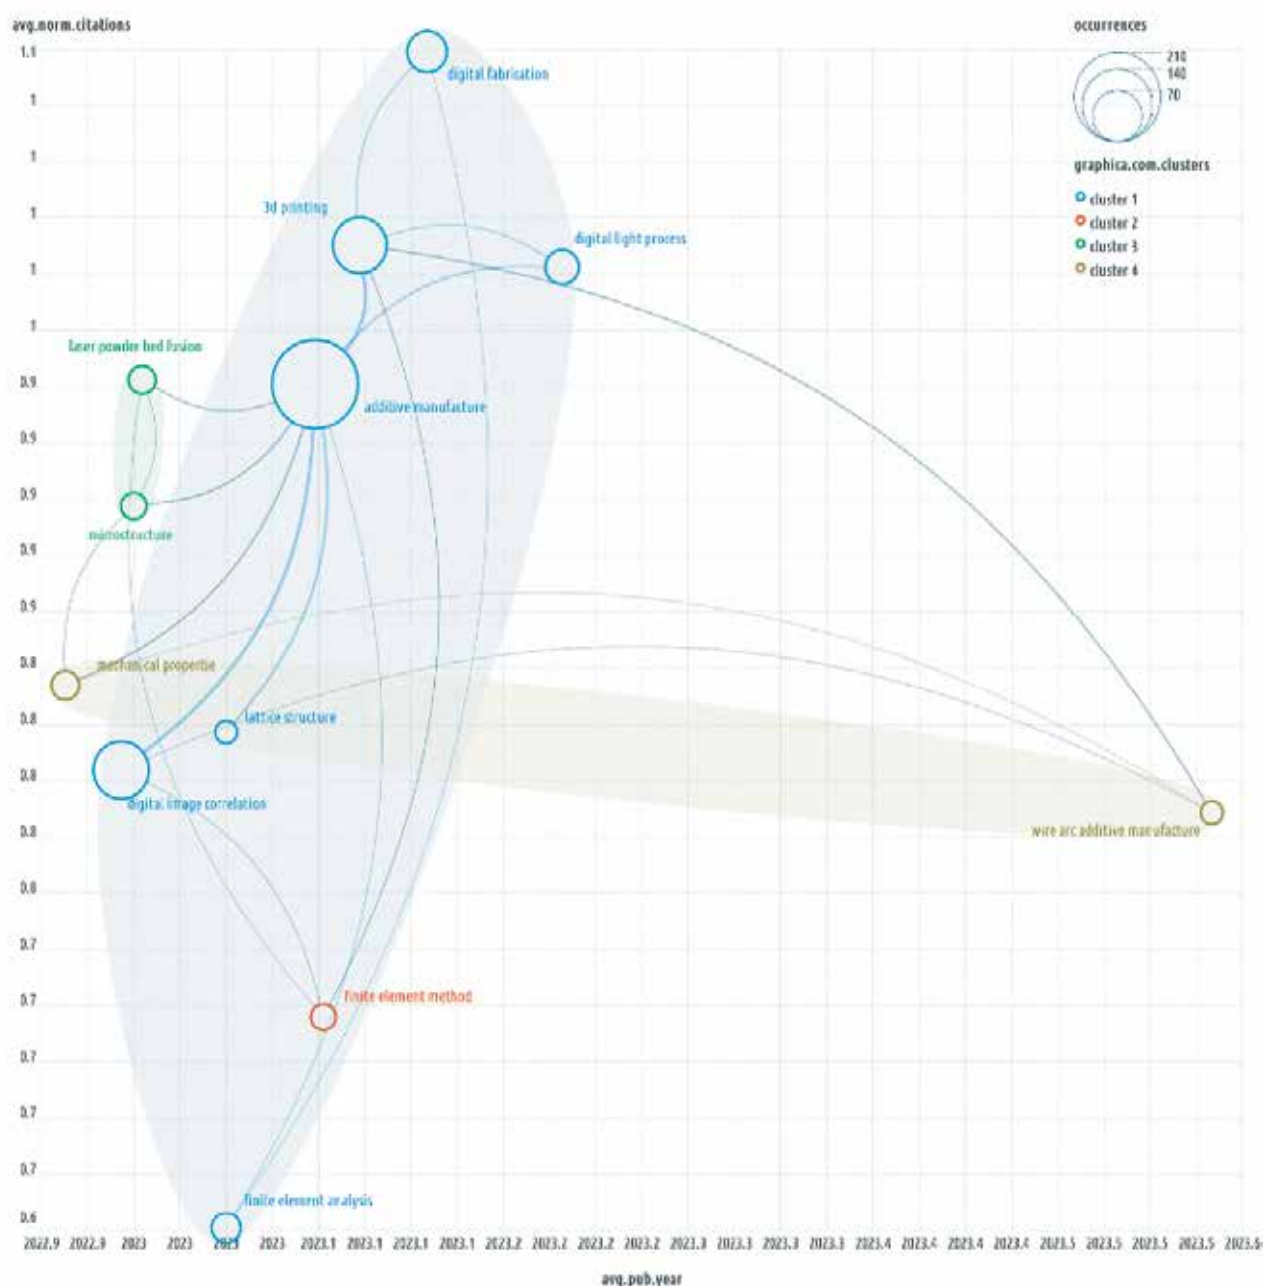 avg.norm.citations
1.1
1
1
1
1
1
0.9
0.9
0.9
0.9
0.9
0.8
0.8
0.8
0.8
0.8
0.7
0.7
0.7
0.7
0.7
0.6
occurrences
210
140
70
graphica.com.clusters
cluster 1
cluster 2
cluster 3
cluster 4
digital fabrication
3d printing
digital light process
laser powder bed fusion
additive manufacture
microstructure
mechanical propertie
lattice structure
digital image correlation
wire arc additive manufacture
finite element method
finite element analysis
2022.9 2022.9 2023 2023 2023 2023 2023.1 2023.1 2023.1 2023.1 2023.2 2023.2 2023.2 2023.2 2023.3 2023.3 2023.3 2023.3 2023.4 2023.4 2023.4 2023.4 2023.5 2023.5 2023.5 2023.5 2023.6
avg.pub.year